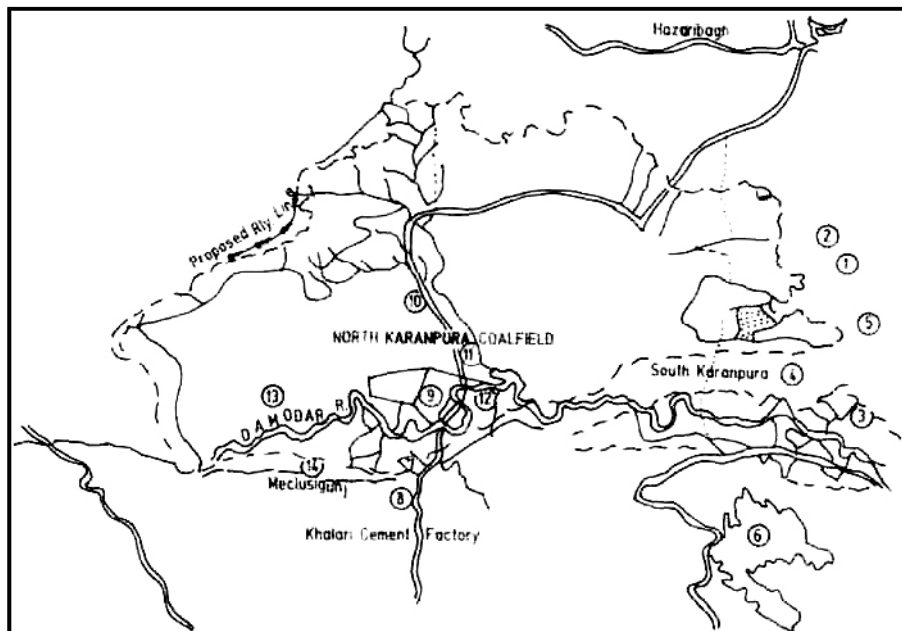 Hazaribagh
Proposed Rly Line
2
1
10
5
NORTH KARANPURA COALFIELD
11
South Karanpura 4
13
9
12
3
DAMODAR R.
14
Meclusiganj
8
Khalari Cement Factory
6